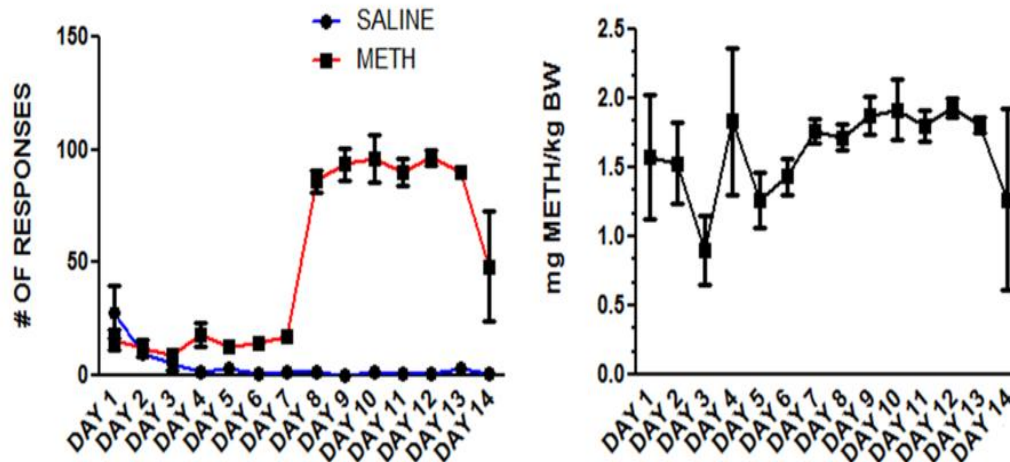 SALINE
METH
# OF RESPONSES
150
100
50
0
DAY 1
DAY 2
DAY 3
DAY 4
DAY 5
DAY 6
DAY 7
DAY 8
DAY 9
DAY 10
DAY 11
DAY 12
DAY 13
DAY 14
mg METH/kg BW
2.5
2.0
1.5
1.0
0.5
0.0
DAY 1
DAY 2
DAY 3
DAY 4
DAY 5
DAY 6
DAY 7
DAY 8
DAY 9
DAY 10
DAY 11
DAY 12
DAY 13
DAY 14